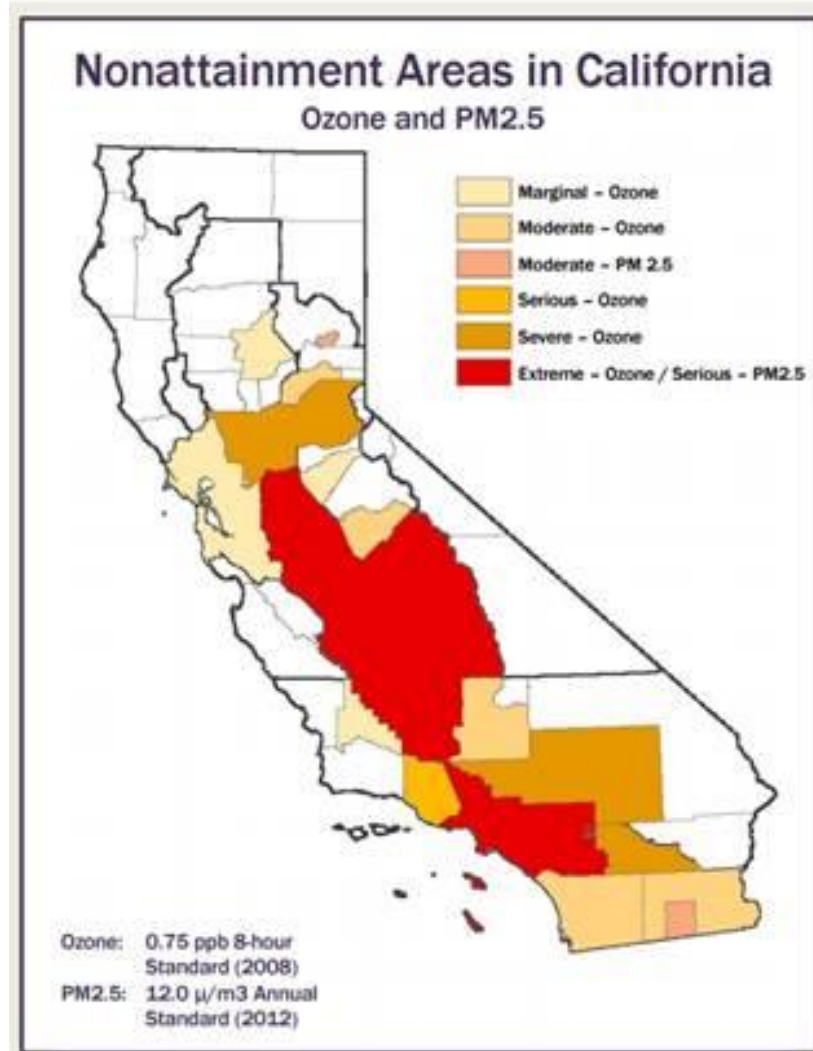 Nonattainment Areas in California
Ozone and PM2.5
Marginal – Ozone
Moderate – Ozone
Moderate – PM 2.5
Serious – Ozone
Severe – Ozone
Extreme – Ozone / Serious – PM2.5
Ozone: 0.75 ppb 8-hour
Standard (2008)
PM2.5: 12.0 μ/m3 Annual
Standard (2012)